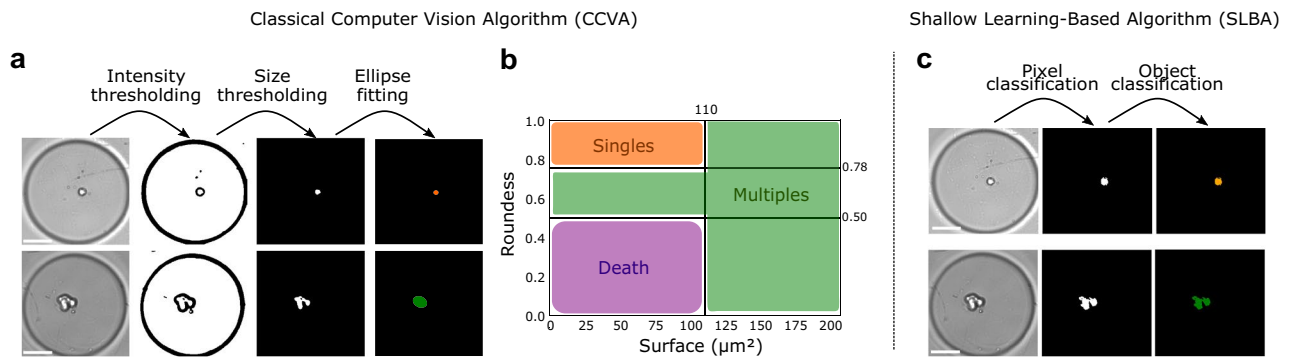 Classical Computer Vision Algorithm (CCVA)
Shallow Learning-Based Algorithm (SLBA)
a
Intensity
thresholding
Size
thresholding
Ellipse
fitting
b
110
Roundess
1.0
0.8
0.6
0.4
0.2
0.0
Singles
Multiples
Death
0.78
0.50
0 25 50 75 100 125 150 175 200
Surface (μm²)
c
Pixel
classification
Object
classification